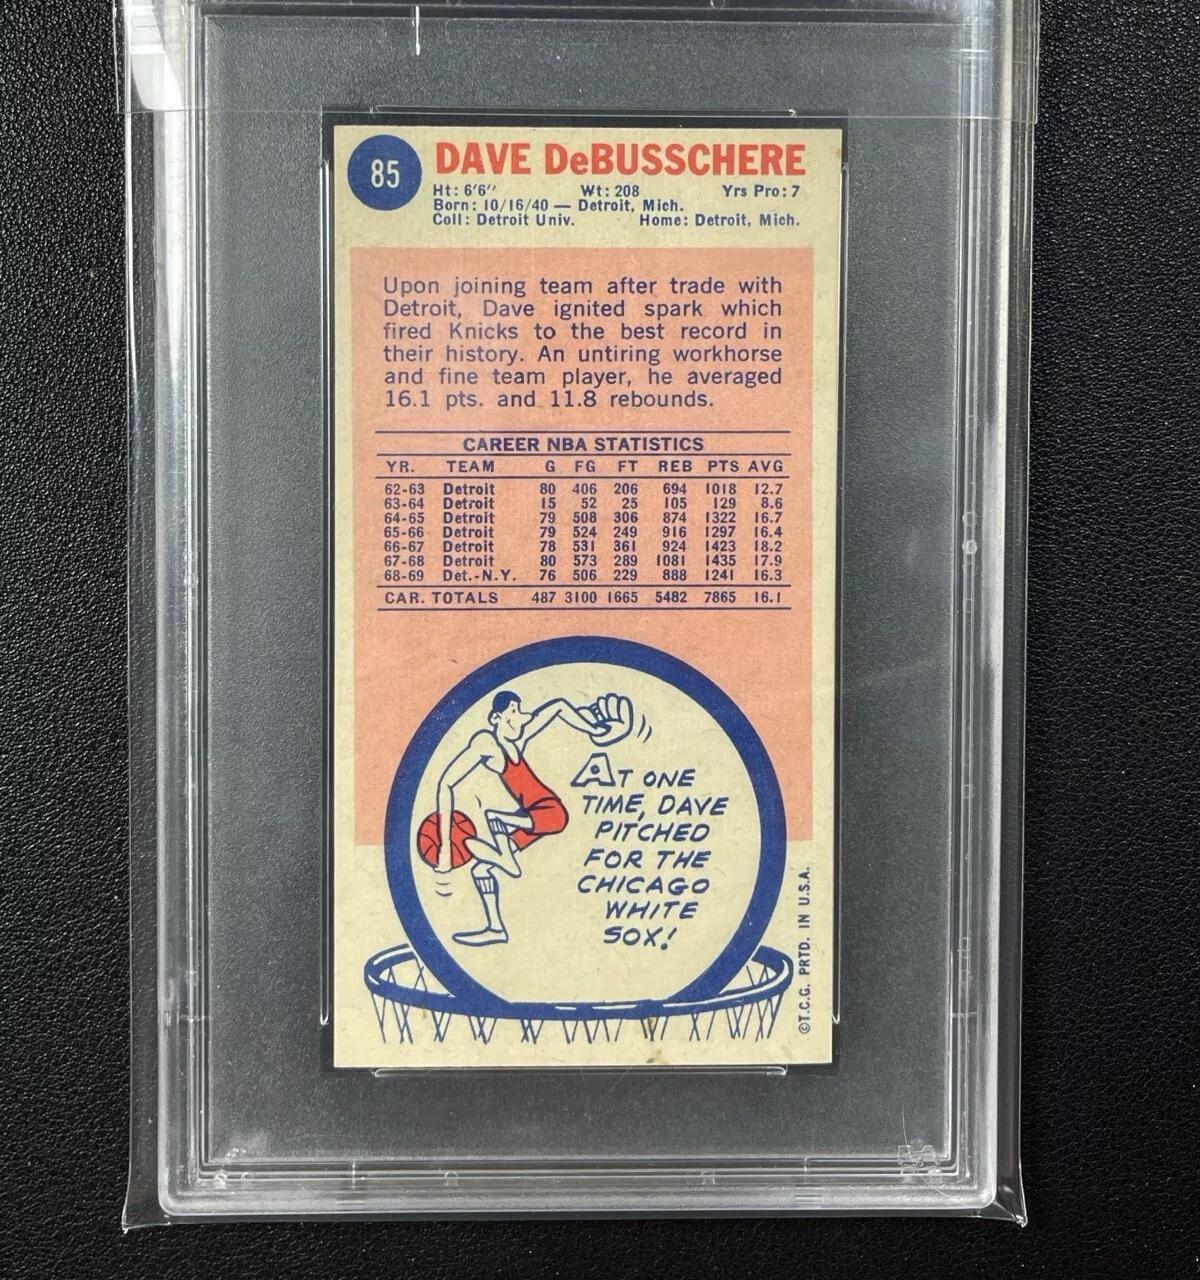 85 DAVE DeBUSSCHERE
Ht: 6'6" Wt: 208 Yrs Pro: 7
Born: 10/16/40 — Detroit, Mich.
Coll: Detroit Univ. Home: Detroit, Mich.
Upon joining team after trade with
Detroit, Dave ignited spark which
fired Knicks to the best record in
their history. An untiring workhorse
and fine team player, he averaged
16.1 pts. and 11.8 rebounds.
CAREER NBA STATISTICS
YR. TEAM G FG FT REB PTS AVG
62-63 Detroit 80 406 206 694 1018 12.7
63-64 Detroit 15 52 25 105 129 8.6
64-65 Detroit 79 508 306 874 1322 16.7
65-66 Detroit 79 524 249 916 1297 16.4
66-67 Detroit 78 531 361 924 1423 18.2
67-68 Detroit 80 573 289 1081 1435 17.9
68-69 Det.-N.Y. 76 506 229 888 1241 16.3
CAR. TOTALS 487 3100 1665 5482 7865 16.1
AT ONE
TIME, DAVE
PITCHED
FOR THE
CHICAGO
WHITE
SOX!
©T.C.G. PRTD. IN U.S.A.